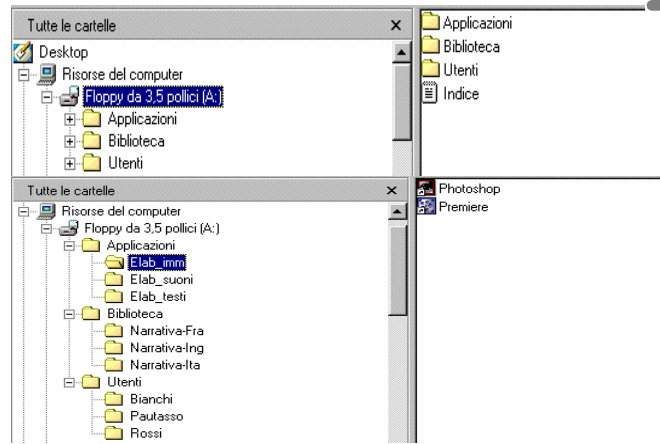 Tutte le cartelle
Desktop
Risorse del computer
Floppy da 3,5 pollici (A:)
Applicazioni
Biblioteca
Utenti
Applicazioni
Biblioteca
Utenti
Indice
Tutte le cartelle
Risorse del computer
Floppy da 3,5 pollici (A:)
Applicazioni
Elab_imm
Elab_suoni
Elab_testi
Biblioteca
Narrativa-Fra
Narrativa-Ing
Narrativa-Ita
Utenti
Bianchi
Pautasso
Rossi
Photoshop
Premiere